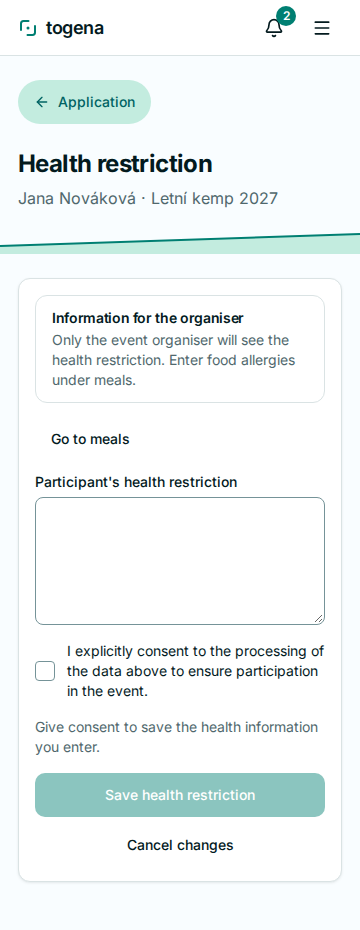 togena
2
Application
Health restriction
Jana Nováková · Letní kemp 2027
Information for the organiser
Only the event organiser will see the
health restriction. Enter food allergies
under meals.
Go to meals
Participant's health restriction
I explicitly consent to the processing of
the data above to ensure participation
in the event.
Give consent to save the health information
you enter.
Save health restriction
Cancel changes